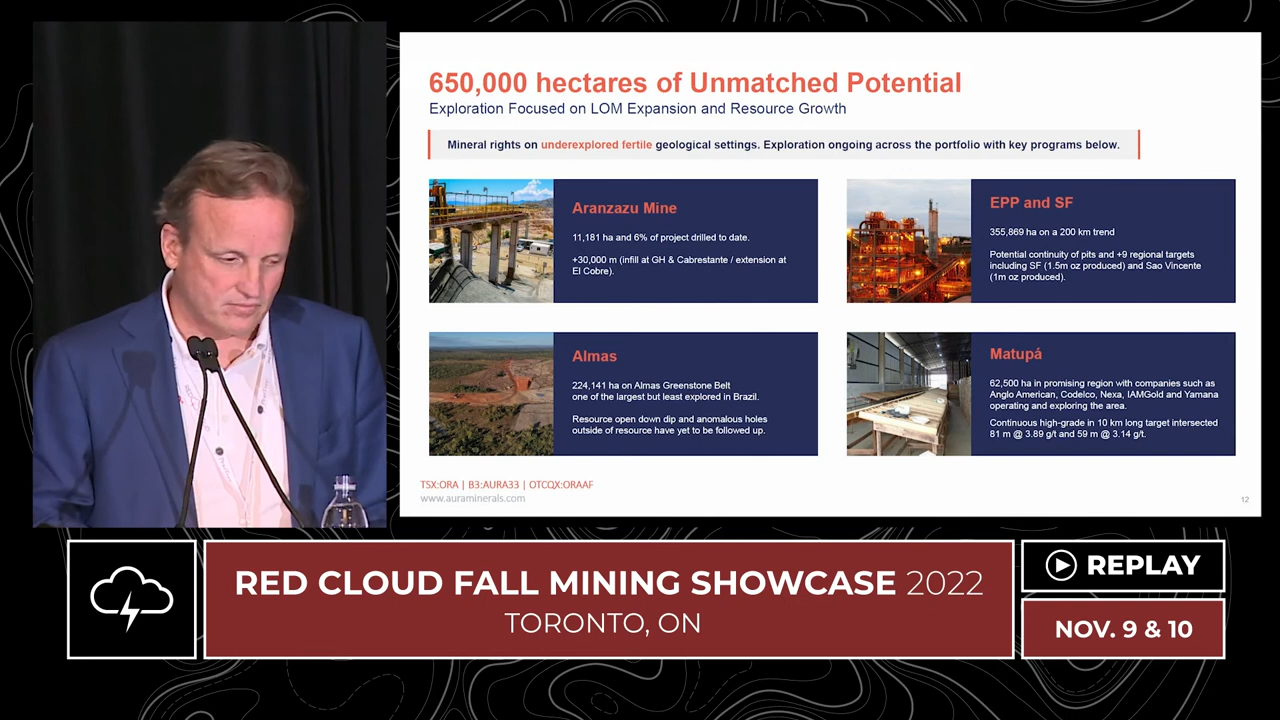 650,000 hectares of Unmatched Potential
Exploration Focused on LOM Expansion and Resource Growth
Mineral rights on underexplored fertile geological settings. Exploration ongoing across the portfolio with key programs below.
Aranzazu Mine
11,181 ha and 6% of project drilled to date.
+30,000 m (infill at GH & Cabrestante / extension at
El Cobre).
EPP and SF
355,869 ha on a 200 km trend
Potential continuity of pits and +9 regional targets
including SF (1.5m oz produced) and Sao Vincente
(1m oz produced).
Almas
224,141 ha on Almas Greenstone Belt
one of the largest but least explored in Brazil.
Resource open down dip and anomalous holes
outside of resource have yet to be followed up.
Matupá
62,500 ha in promising region with companies such as
Anglo American, Codelco, Nexa, IAMGold and Yamana
operating and exploring the area.
Continuous high-grade in 10 km long target intersected
81 m @ 3.89 g/t and 59 m @ 3.14 g/t.
TSX:ORA | B3:AURA33 | OTCQX:ORAAF
www.auraminerals.com
12
RED CLOUD FALL MINING SHOWCASE 2022
TORONTO, ON
REPLAY
NOV. 9 & 10